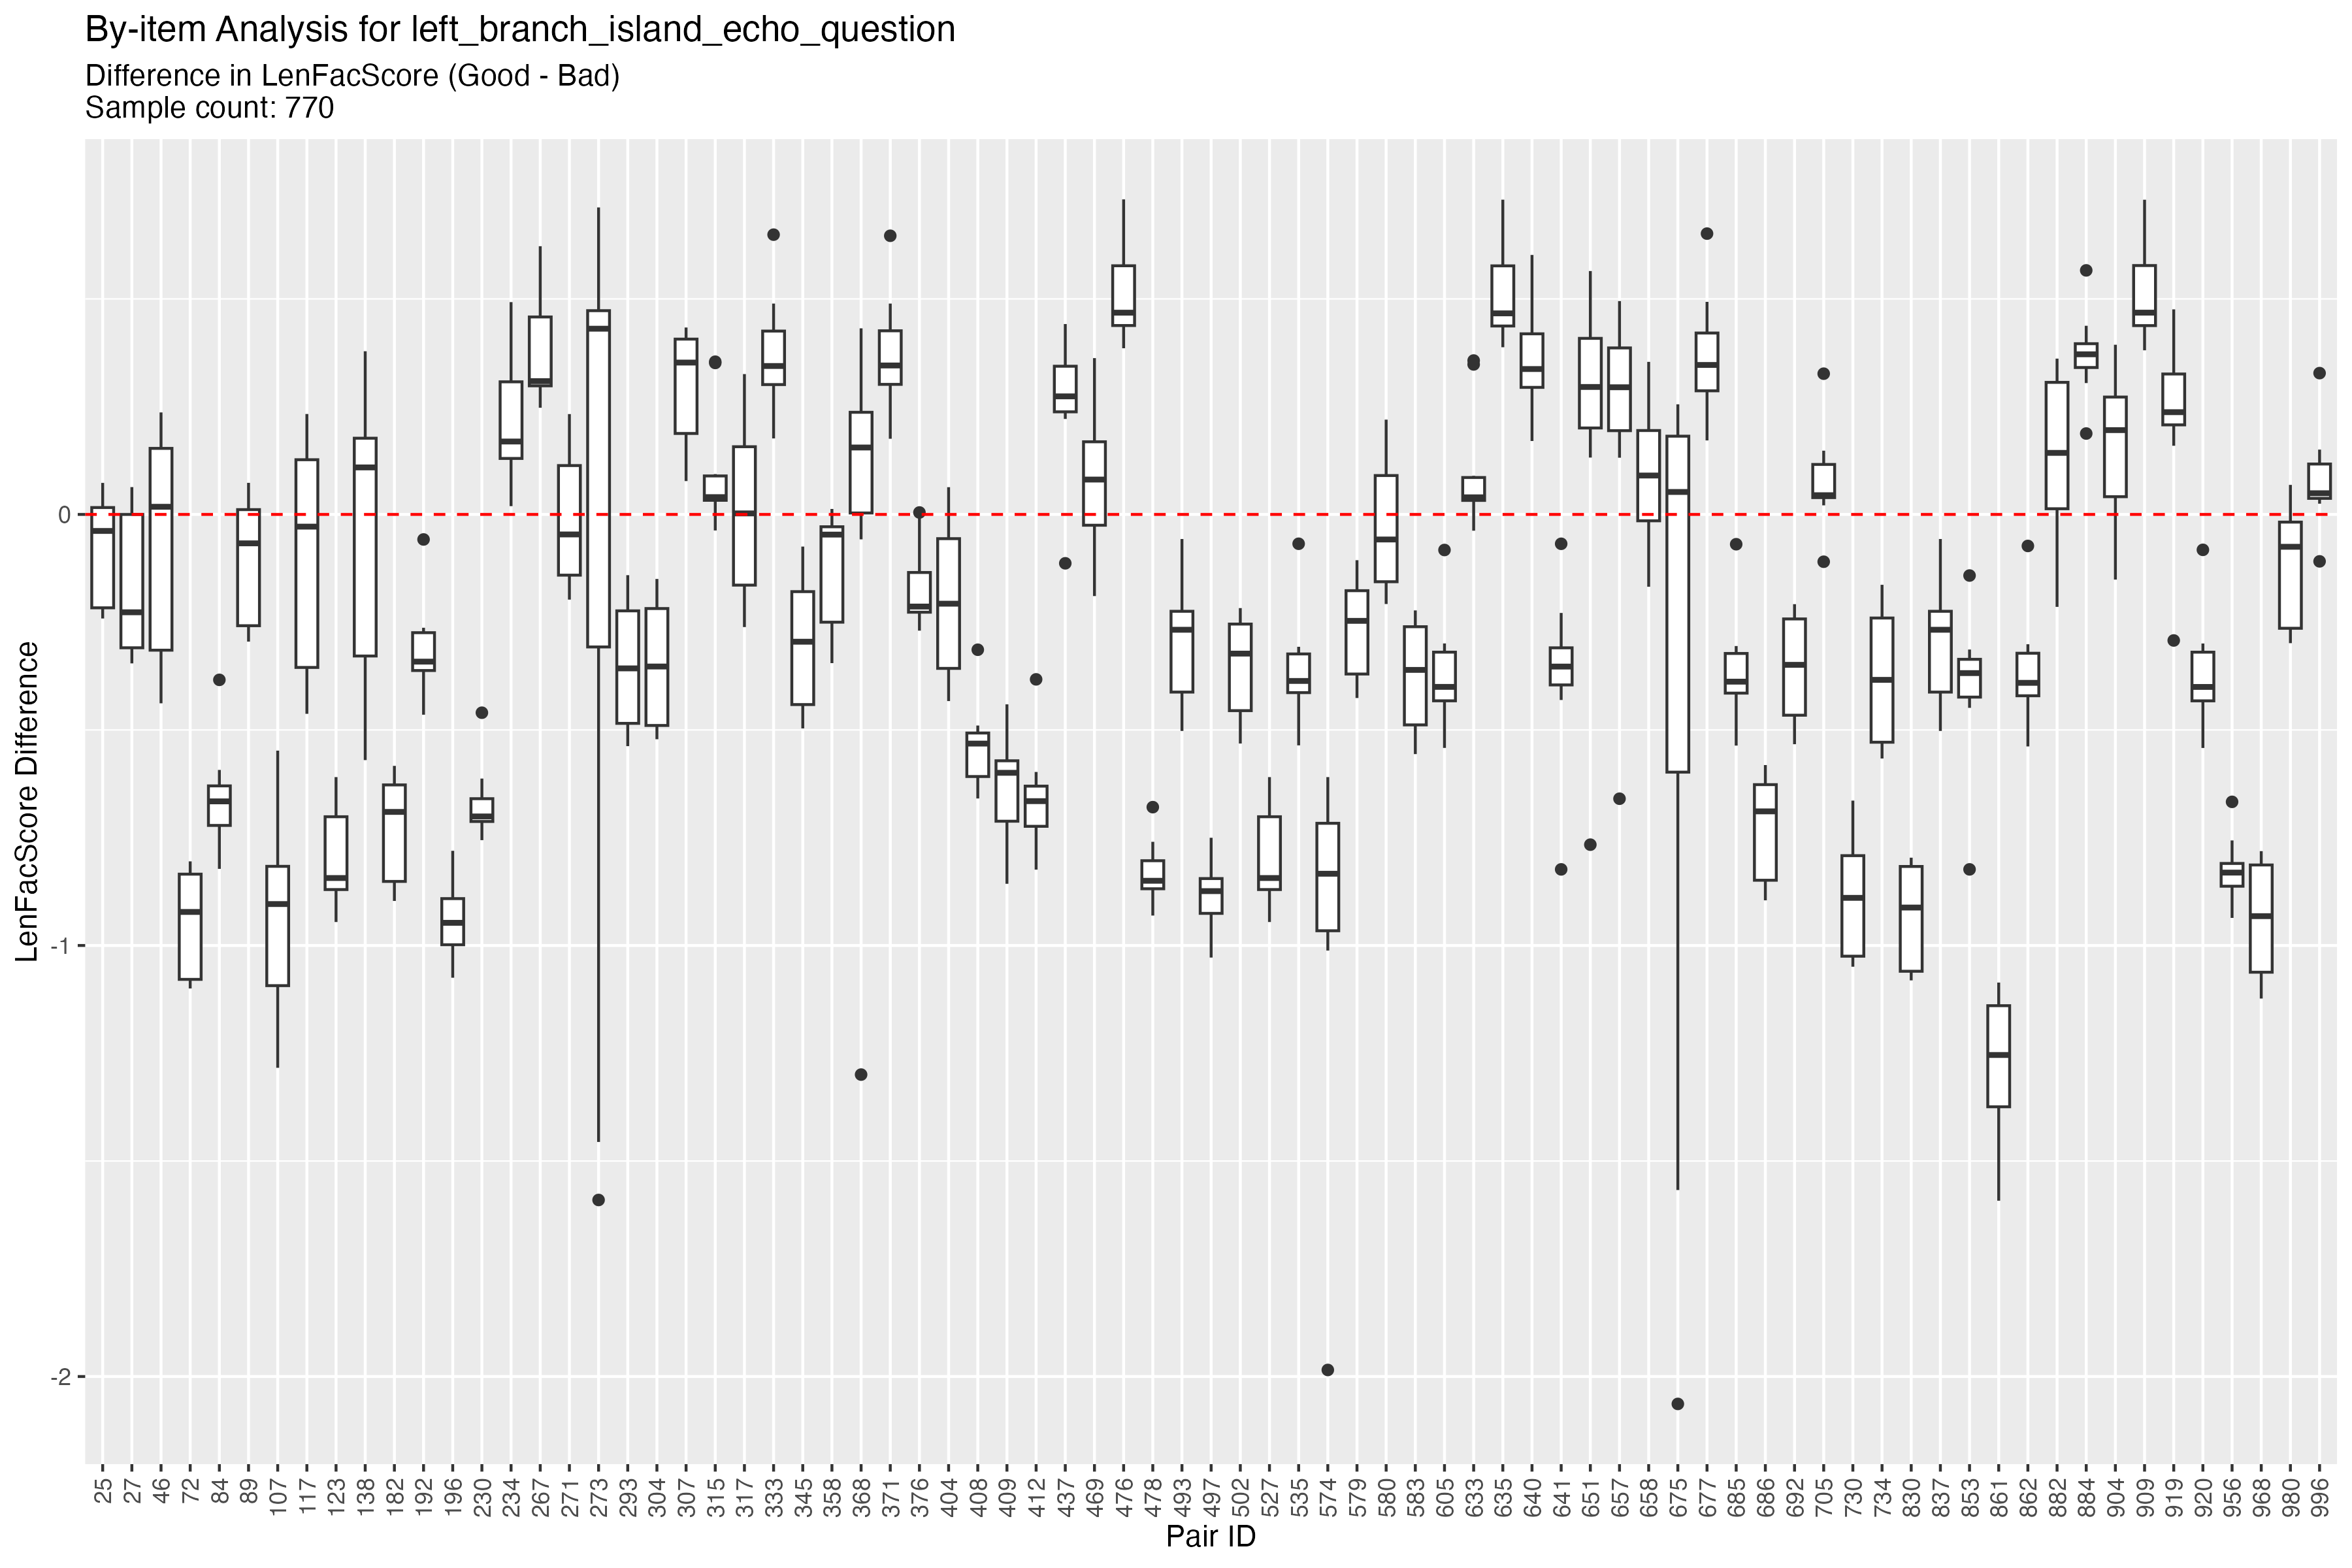 By-item Analysis for left_branch_island_echo_question
Difference in LenFacScore (Good - Bad)
Sample count: 770
LenFacScore Difference
0
-1
-2
25 27 46 72 84 89 107 117 123 138 182 192 196 230 234 267 271 273 293 304 307 315 317 333 345 358 368 371 376 404 408 409 412 437 469 476 478 493 497 502 527 535 574 579 580 583 605 633 635 640 641 651 657 658 675 677 685 686 692 705 730 734 830 837 853 861 862 882 884 904 909 919 920 956 968 980 996
Pair ID